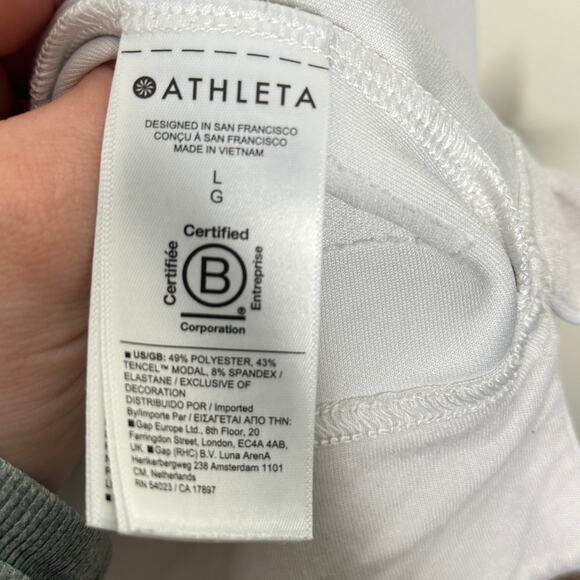 ATHLETA
DESIGNED IN SAN FRANCISCO
CONÇU À SAN FRANCISCO
MADE IN VIETNAM
L
G
Certified
Certifiée
B
®
Entreprise
Corporation
■ US/GB: 49% POLYESTER, 43%
TENCEL™ MODAL, 8% SPANDEX /
ELASTANE / EXCLUSIVE OF
DECORATION
DISTRIBUIDO POR / Imported
By/Importe Par / ΕΙΣΑΓΕΤΑΙ ΑΠΟ ΤΗΝ:
■Gap Europe Ltd., 8th Floor, 20
Farringdon Street, London, EC4A 4AB,
UK ■Gap (RHC) B.V. Luna ArenA
Herikerbergweg 238 Amsterdam 1101
CM, Netherlands
RN 54023 / CA 17897